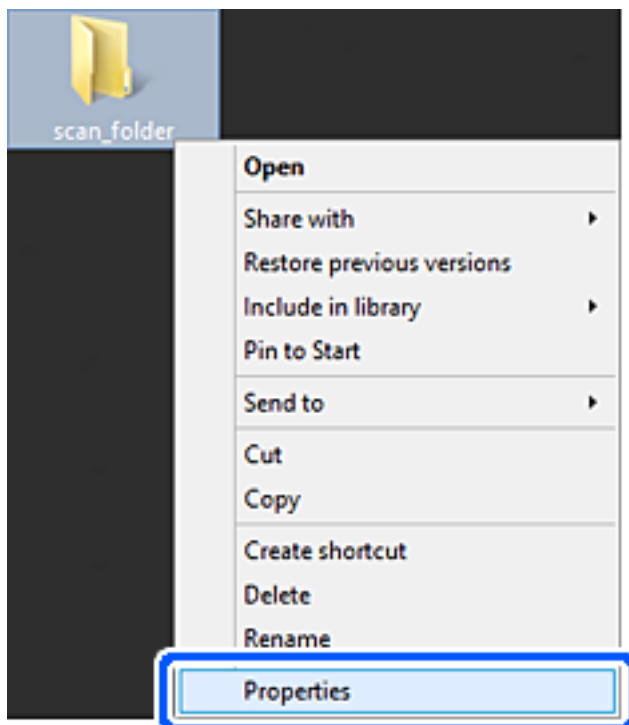 scan_folder
Open
Share with
Restore previous versions
Include in library
Pin to Start
Send to
Cut
Copy
Create shortcut
Delete
Rename
Properties